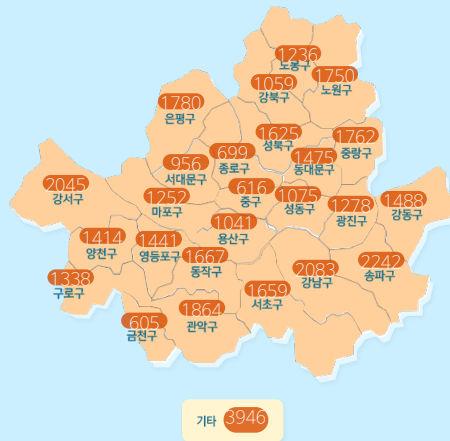 1236
노봉구
1750
노원구
1059
강북구
1780
은평구
1625
성북구
1762
중랑구
699
종로구
1475
동대문구
956
서대문구
2045
강서구
1252
마포구
616
중구
1075
성동구
1278
광진구
1488
강동구
1041
용산구
1414
양천구
1441
영등포구
1667
동작구
2242
송파구
2083
강남구
1338
구로구
1659
서초구
1864
관악구
605
금천구
기타 3946